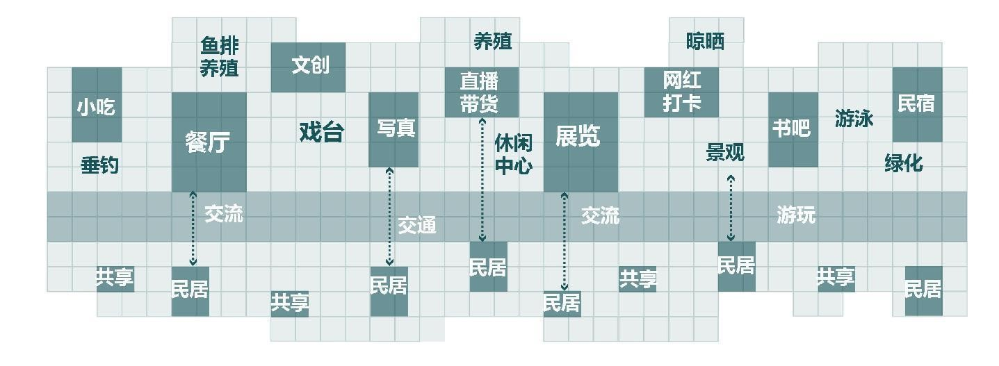 鱼排
养殖
养殖
晾晒
文创
直播
带货
网红
打卡
小吃
民宿
餐厅
戏台
写真
展览
书吧
游泳
休闲
中心
垂钓
景观
绿化
交流
交通
交流
游玩
共享
民居
共享
民居
民居
民居
共享
民居
共享
民居